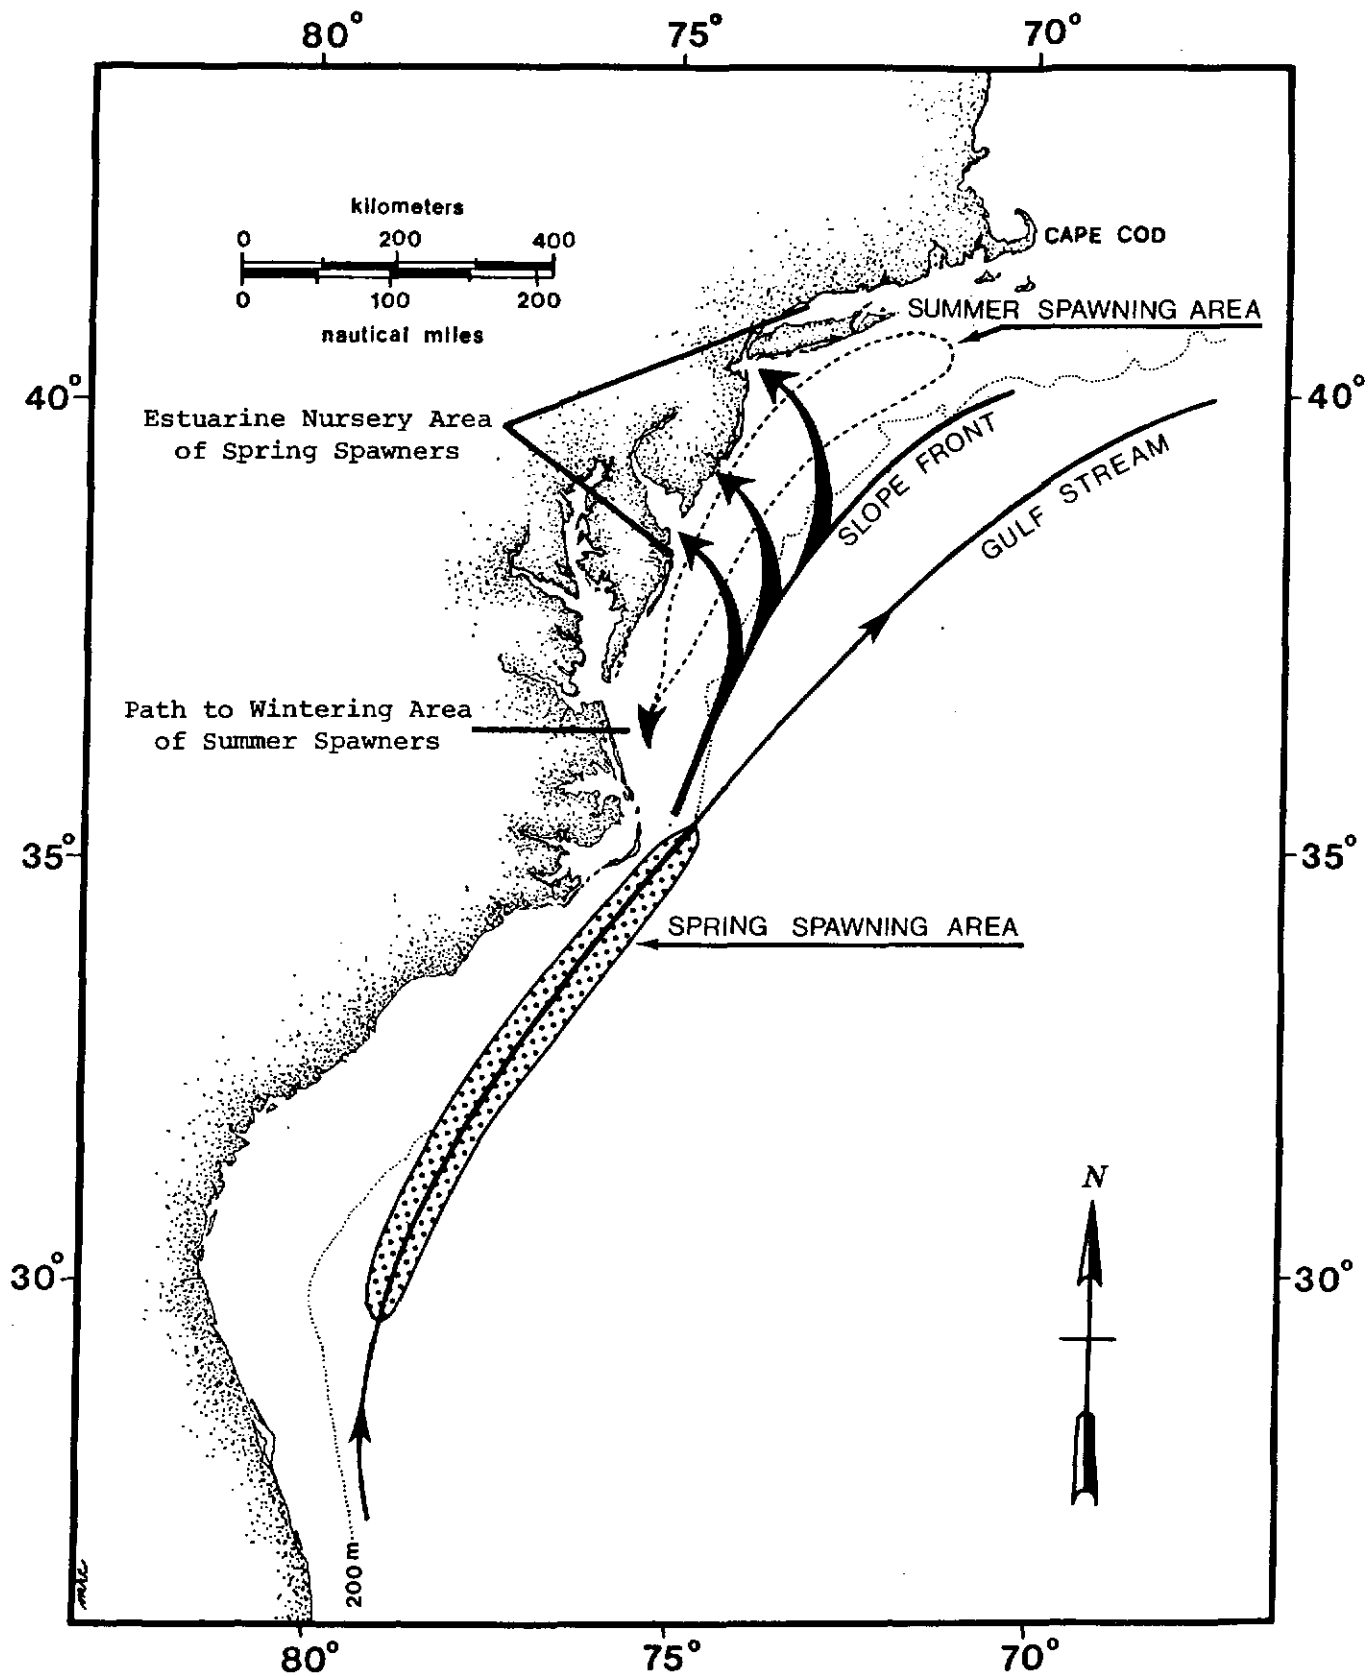 80° 75° 70°
kilometers
0 200 400
0 100 200
nautical miles
CAPE COD
SUMMER SPAWNING AREA
40° 40°
Estuarine Nursery Area
of Spring Spawners
SLOPE FRONT
GULF STREAM
Path to Wintering Area
of Summer Spawners
35° 35°
SPRING SPAWNING AREA
N
30° 30°
200m
80° 75° 70°